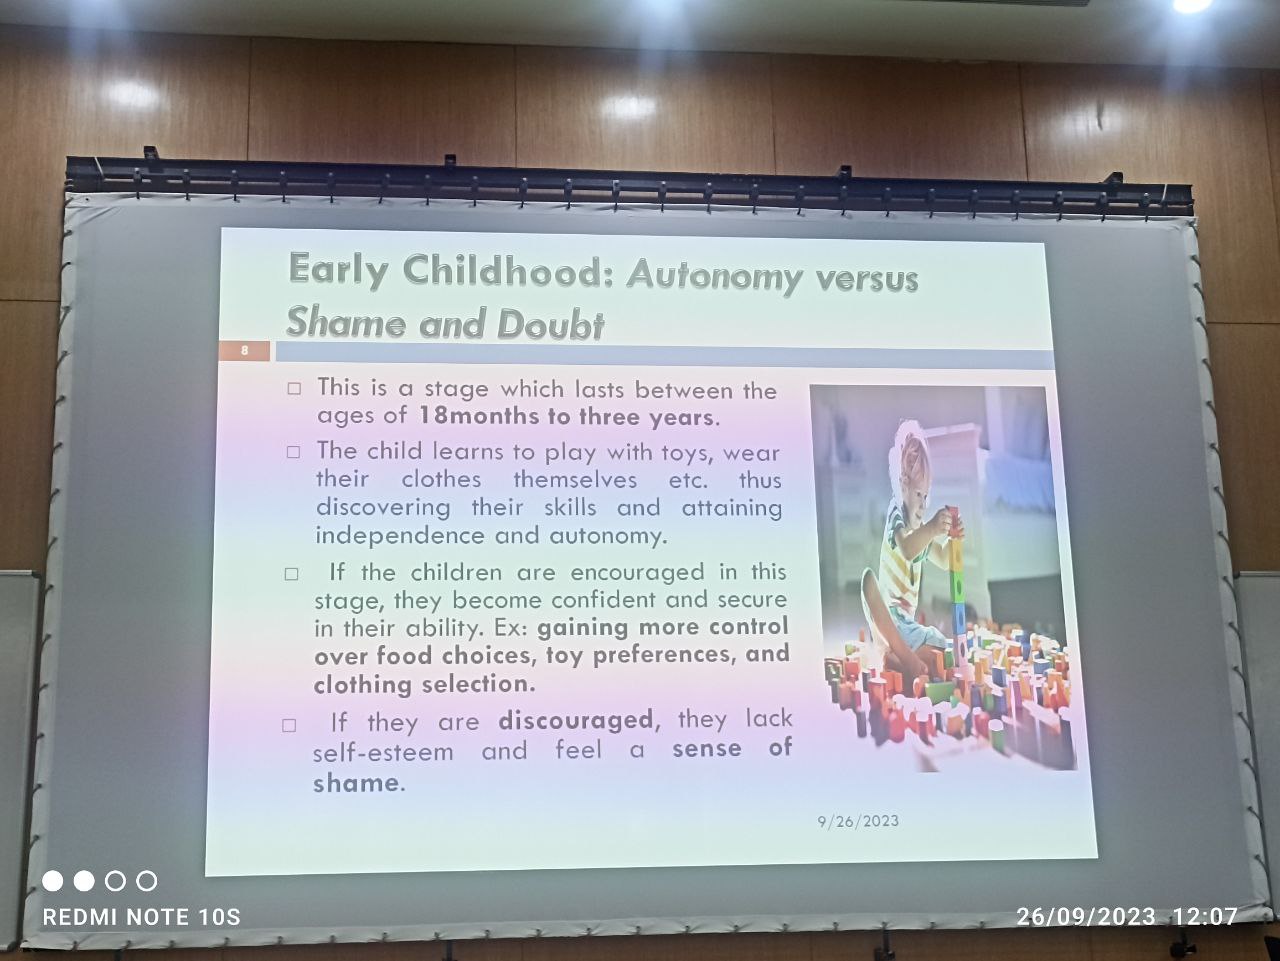 Early Childhood: Autonomy versus
Shame and Doubt
8
□ This is a stage which lasts between the
ages of 18months to three years.
□ The child learns to play with toys, wear
their clothes themselves etc. thus
discovering their skills and attaining
independence and autonomy.
□ If the children are encouraged in this
stage, they become confident and secure
in their ability. Ex: gaining more control
over food choices, toy preferences, and
clothing selection.
□ If they are discouraged, they lack
self-esteem and feel a sense of
shame.
9/26/2023
REDMI NOTE 10S
26/09/2023 12:07